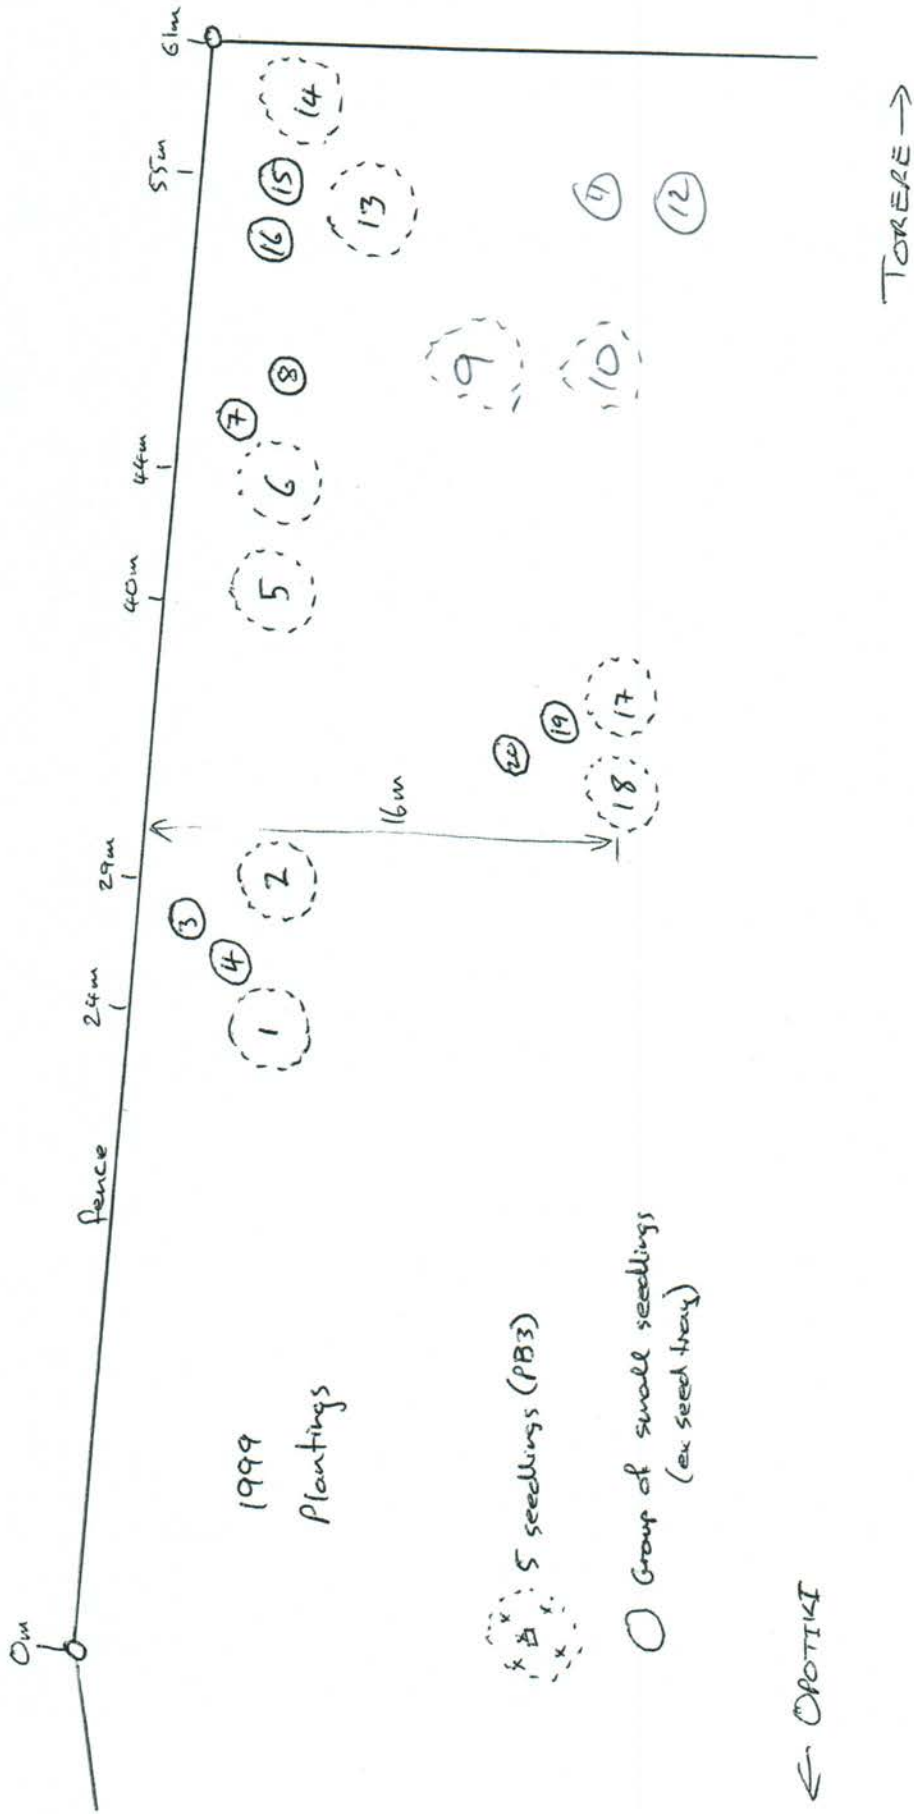 0m
fence
24m
29m
40m
44m
55m
61m
3
4
1
2
16m
5
6
7
8
16
15
14
13
20
19
18
17
9
10
11
12
1999
Plantings
5 seedlings (PB3)
Group of small seedlings
(ex seed tray)
← OPOTIKI
TORERE →